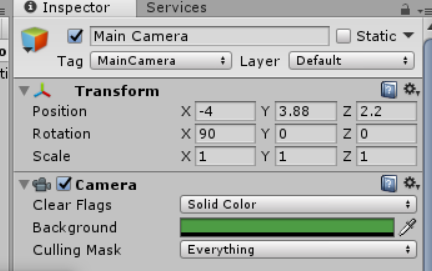 Inspector Services
Main Camera Static
Tag MainCamera Layer Default
Transform
Position X -4 Y 3.88 Z 2.2
Rotation X 90 Y 0 Z 0
Scale X 1 Y 1 Z 1
Camera
Clear Flags Solid Color
Background
Culling Mask Everything